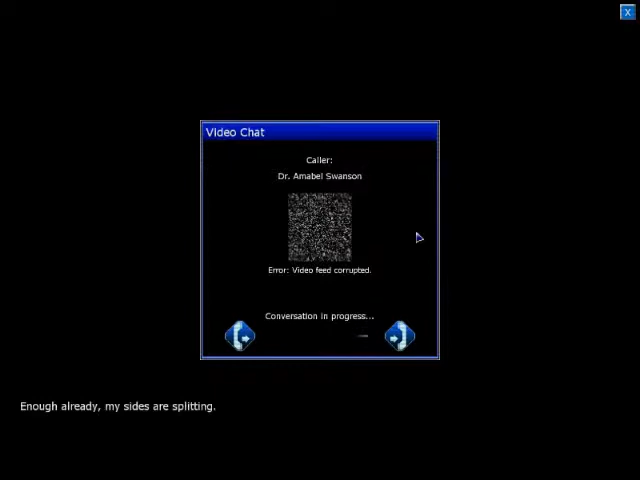 X
Video Chat
Caller:
Dr. Amabel Swanson
Error: Video feed corrupted.
Conversation in progress...
Enough already, my sides are splitting.